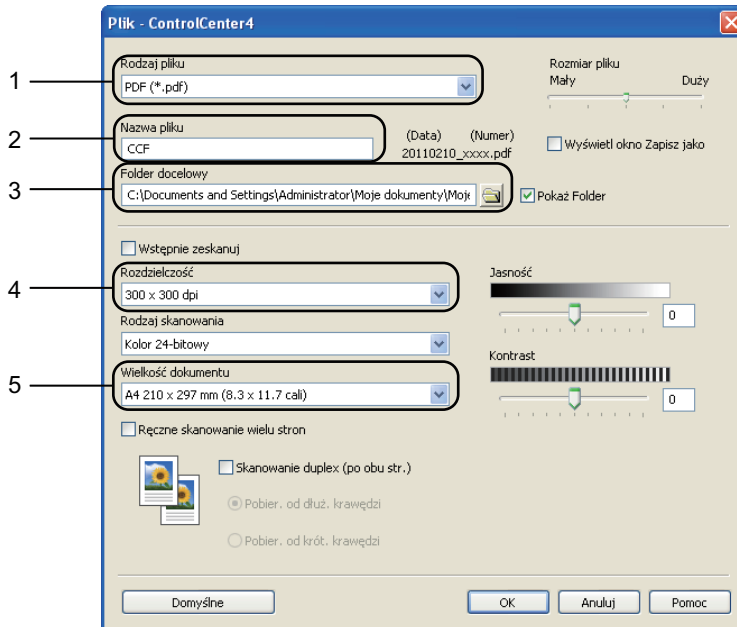 Plik - ControlCenter4
1
Rodzaj pliku
PDF (*.pdf)
Rozmiar pliku
Mały Duży
2
Nazwa pliku
CCF
(Data) (Numer)
20110210_xxxx.pdf
Wyświetl okno Zapisz jako
3
Folder docelowy
C:\Documents and Settings\Administrator\Moje dokumenty\Moje
Pokaż Folder
Wstępnie zeskanuj
4
Rozdzielczość
300 x 300 dpi
Jasność
0
Rodzaj skanowania
Kolor 24-bitowy
Kontrast
0
5
Wielkość dokumentu
A4 210 x 297 mm (8.3 x 11.7 cali)
Ręczne skanowanie wielu stron
Skanowanie duplex (po obu str.)
Pobier. od dłuż. krawędzi
Pobier. od krót. krawędzi
Domyślne OK Anuluj Pomoc